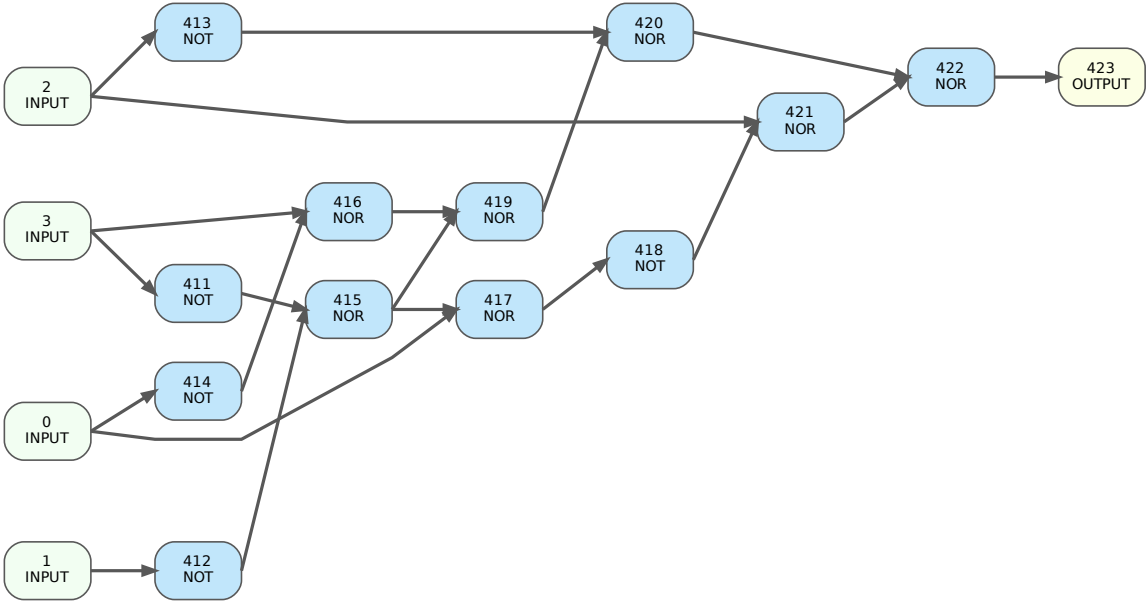 413
NOT
420
NOR
2
INPUT
422
NOR
423
OUTPUT
421
NOR
3
INPUT
416
NOR
419
NOR
418
NOT
411
NOT
415
NOR
417
NOR
414
NOT
0
INPUT
1
INPUT
412
NOT